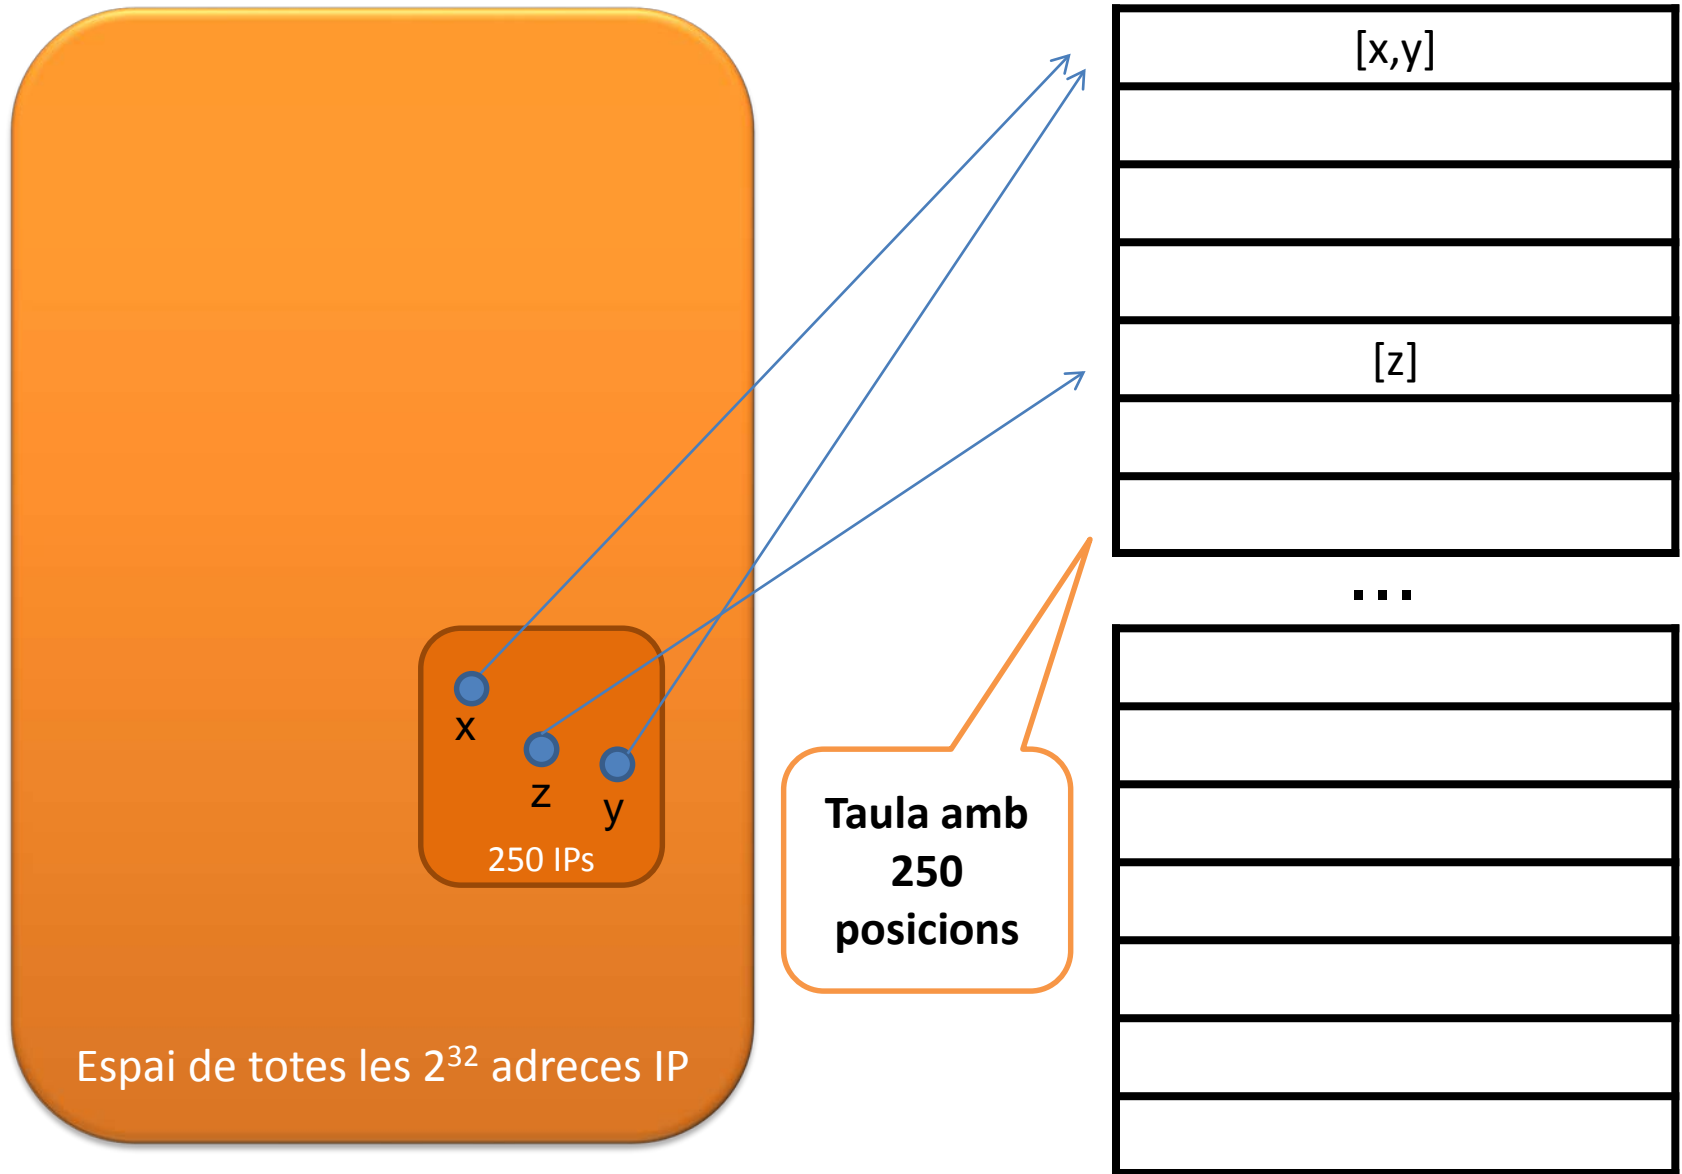 [x,y]
[z]
...
x
z
y
250 IPs
Taula amb
250
posicions
Espai de totes les 2³² adreces IP